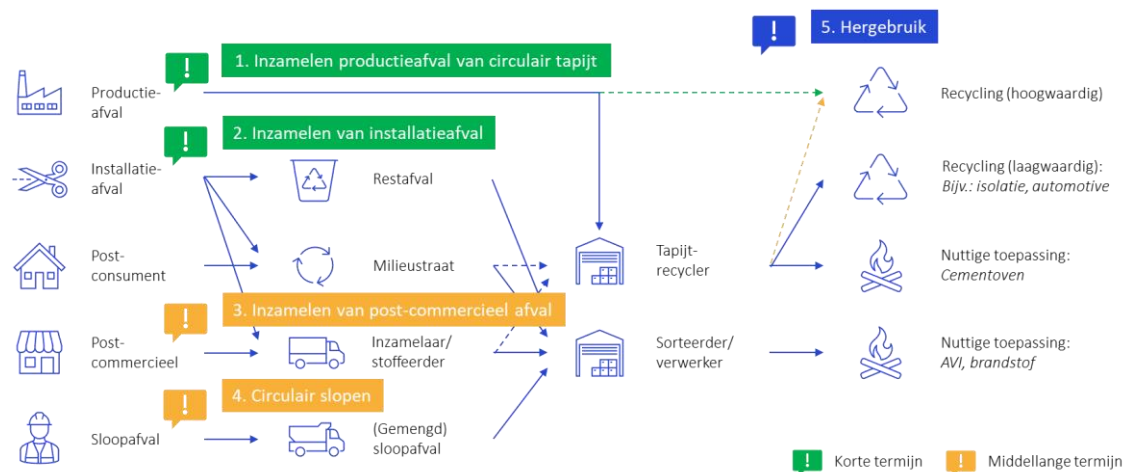 5. Hergebruik
1. Inzamelen productieafval van circulair tapijt
Productie-
afval
Recycling (hoogwaardig)
2. Inzamelen van installatieafval
Installatie-
afval
Restafval
Recycling (laagwaardig):
Bijv.: isolatie, automotive
Post-
consument
Milieustraat
Tapijt-
recycler
Nuttige toepassing:
Cementoven
3. Inzamelen van post-commercieel afval
Post-
commercieel
Inzamelaar/
stoffeerder
Sorteerder/
verwerker
Nuttige toepassing:
AVI, brandstof
4. Circulair slopen
Sloopafval
(Gemengd)
sloopafval
Korte termijn
Middellange termijn